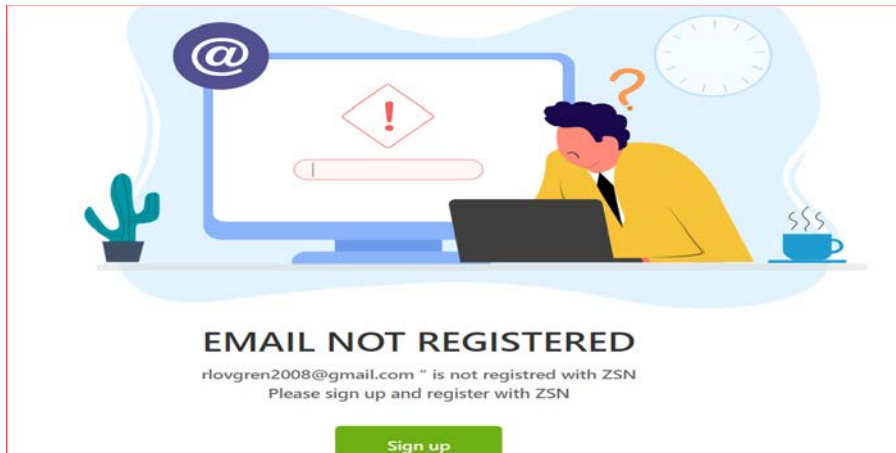 @
!
?
EMAIL NOT REGISTERED
rlovgren2008@gmail.com " is not registred with ZSN
Please sign up and register with ZSN
Sign up